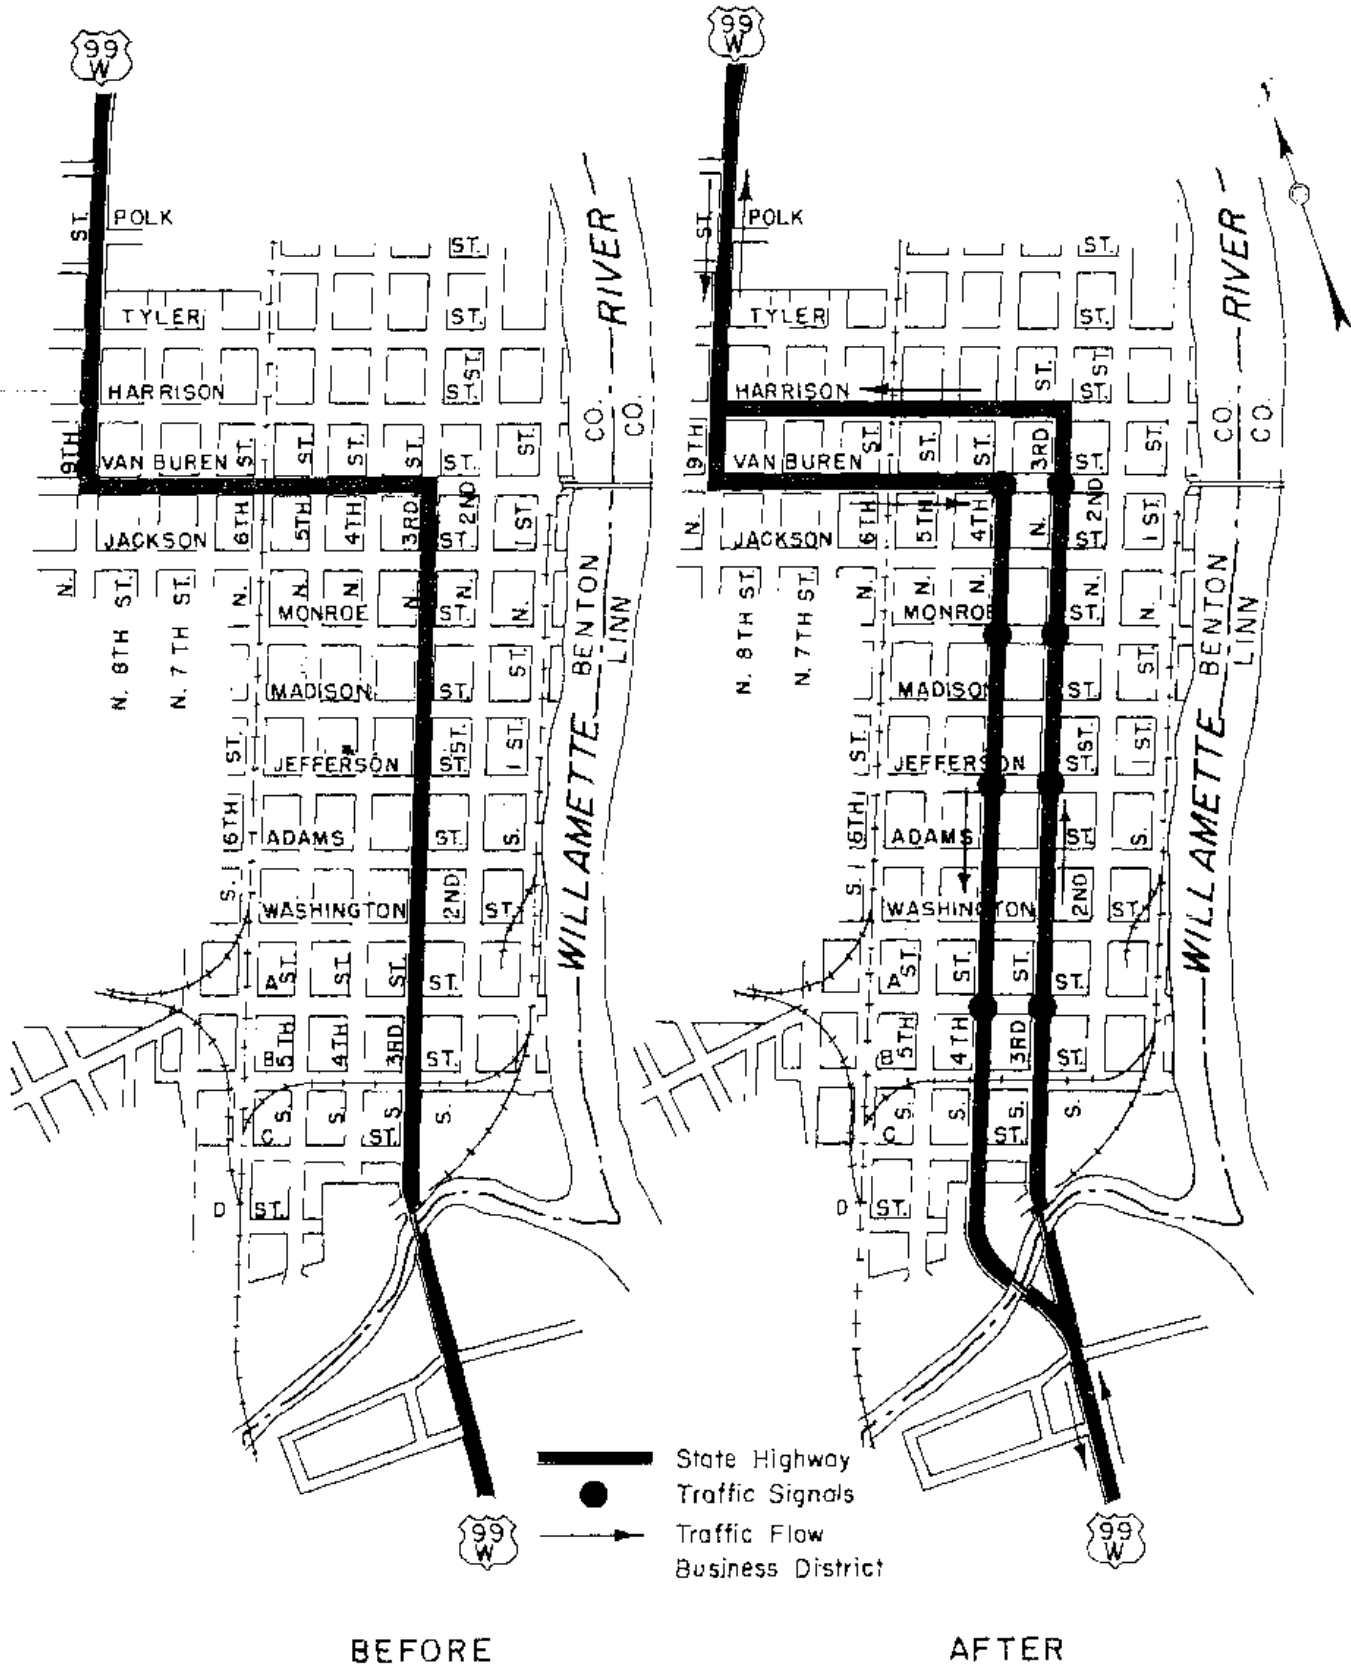 99
W
POLK
ST.
ST.
TYLER
ST.
HARRISON
ST.
ST.
9TH
VAN BUREN
ST.
ST.
ST.
ST.
ST.
ST.
JACKSON
6TH
5TH
4TH
3RD
2ND
ST.
1 ST.
N.
N. 8TH ST.
N. 7TH ST.
N.
N.
N.
N.
MONROE
ST.
N.
MADISON
ST.
ST.
JEFFERSON
ST.
ST.
ST.
1 ST.
6TH
ADAMS
ST.
S.
S.
WASHINGTON
2ND
ST.
A
ST.
ST.
ST.
ST.
B
5TH
4TH
3RD
ST.
C
S.
S.
S.
ST.
S.
D
ST.
WILLAMETTE
RIVER
BENTON
CO.
LINN
CO.
99
W
BEFORE
99
W
ST.
POLK
ST.
TYLER
ST.
HARRISON
ST.
ST.
ST.
9TH
VAN BUREN
ST.
ST.
ST.
3RD
ST.
ST.
N.
JACKSON
6TH
5TH
4TH
N.
2ND
ST.
1 ST.
N.
N. 8TH ST.
N. 7TH ST.
N.
N.
N.
MONROE
N.
ST.
N.
MADISON
ST.
ST.
JEFFERSON
ST.
ST.
ST.
1 ST.
6TH
ADAMS
ST.
S.
S.
WASHINGTON
2ND
ST.
A
ST.
ST.
ST.
ST.
B
5TH
4TH
3RD
ST.
C
S.
S.
S.
ST.
S.
D
ST.
WILLAMETTE
RIVER
BENTON
CO.
LINN
CO.
99
W
AFTER
State Highway
Traffic Signals
Traffic Flow
Business District